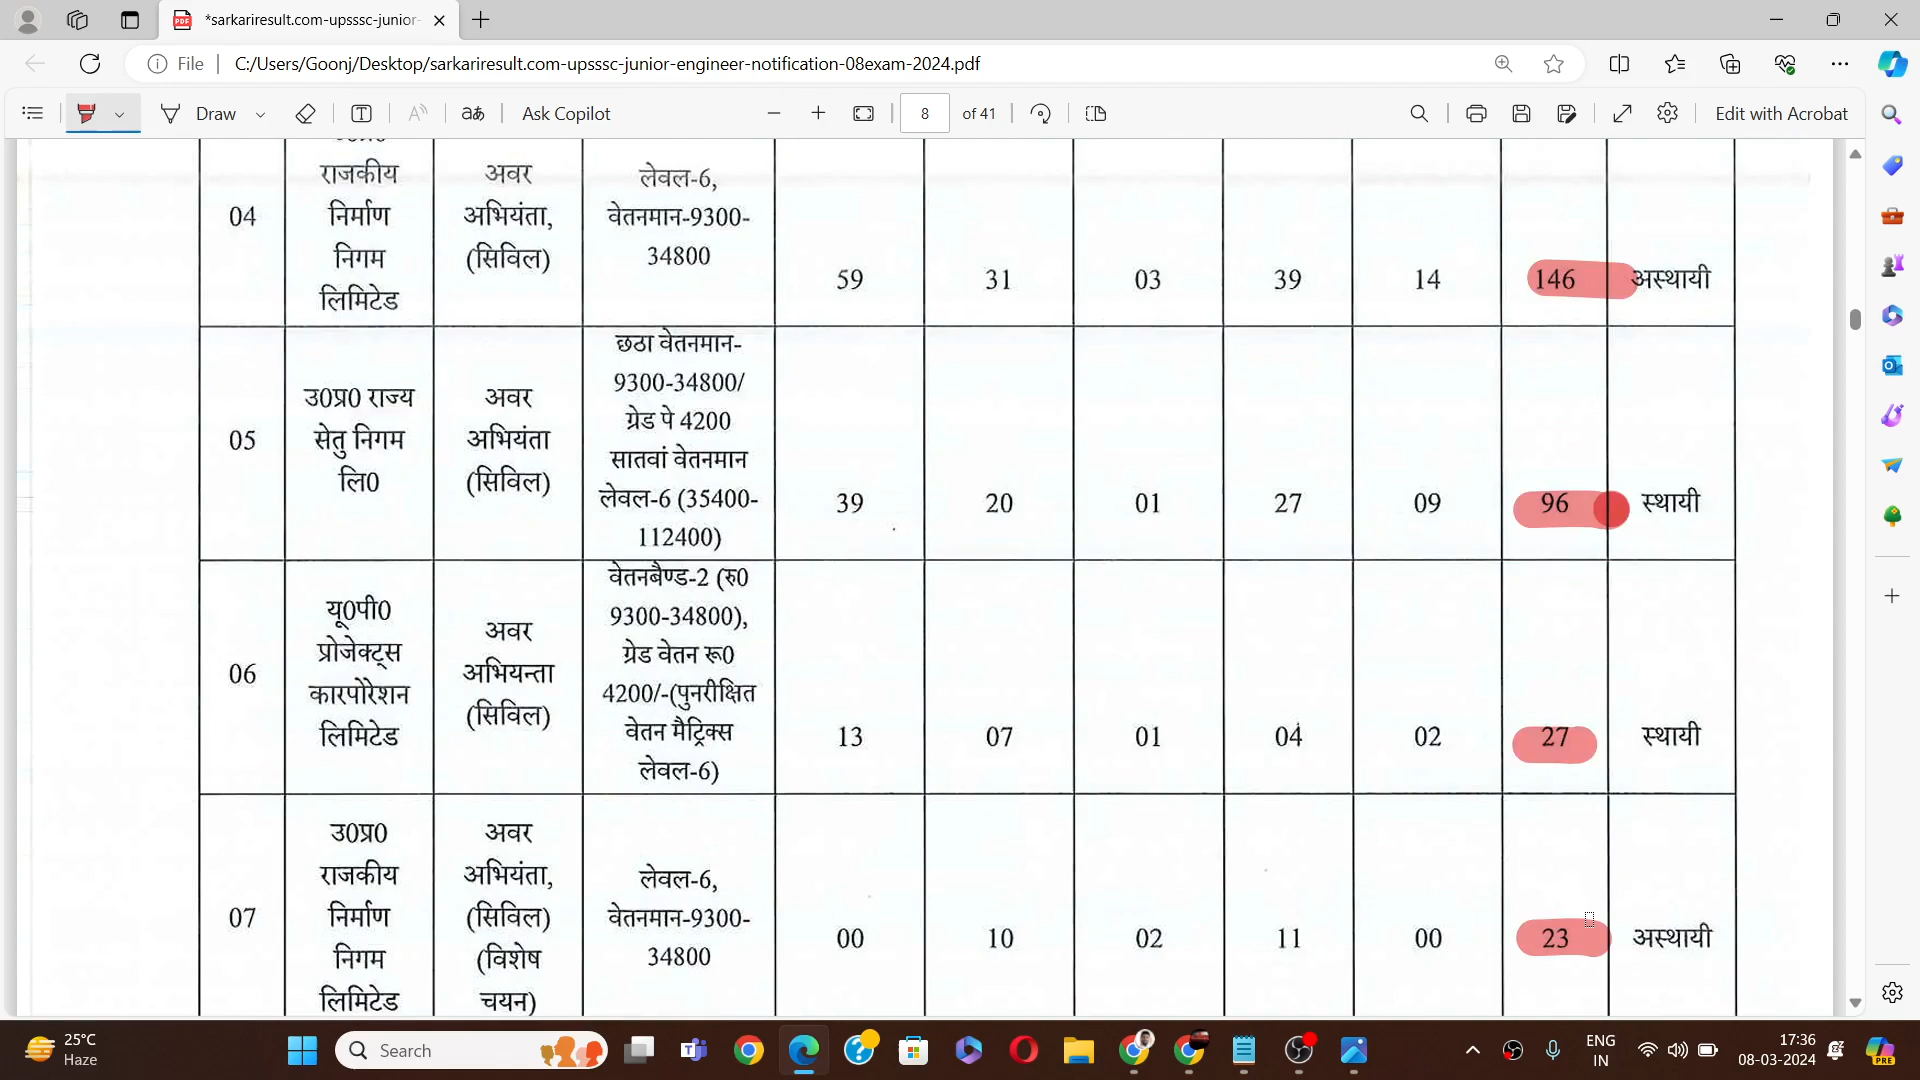 *sarkariresult.com-upsssc-junior-
File
C:/Users/Goonj/Desktop/sarkariresult.com-upsssc-junior-engineer-notification-08exam-2024.pdf
Draw
aあ
Ask Copilot
8
of 41
Edit with Acrobat
04
राजकीय
निर्माण
निगम
लिमिटेड
अवर
अभियंता,
(सिविल)
लेवल-6,
वेतनमान-9300-
34800
59
31
03
39
14
146
अस्थायी
05
उ0प्र0 राज्य
सेतु निगम
लि0
अवर
अभियंता
(सिविल)
छठा वेतनमान-
9300-34800/
ग्रेड पे 4200
सातवां वेतनमान
लेवल-6 (35400-
112400)
39
20
01
27
09
96
स्थायी
06
यू0पी0
प्रोजेक्ट्स
कारपोरेशन
लिमिटेड
अवर
अभियन्ता
(सिविल)
वेतनबैण्ड-2 (रु0
9300-34800),
ग्रेड वेतन रू0
4200/-(पुनरीक्षित
वेतन मैट्रिक्स
लेवल-6)
13
07
01
04
02
27
स्थायी
07
उ0प्र0
राजकीय
निर्माण
निगम
लिमिटेड
अवर
अभियंता,
(सिविल)
(विशेष
चयन)
लेवल-6,
वेतनमान-9300-
34800
00
10
02
11
00
23
अस्थायी
25°C
Haze
Search
ENG
IN
17:36
08-03-2024
PRE